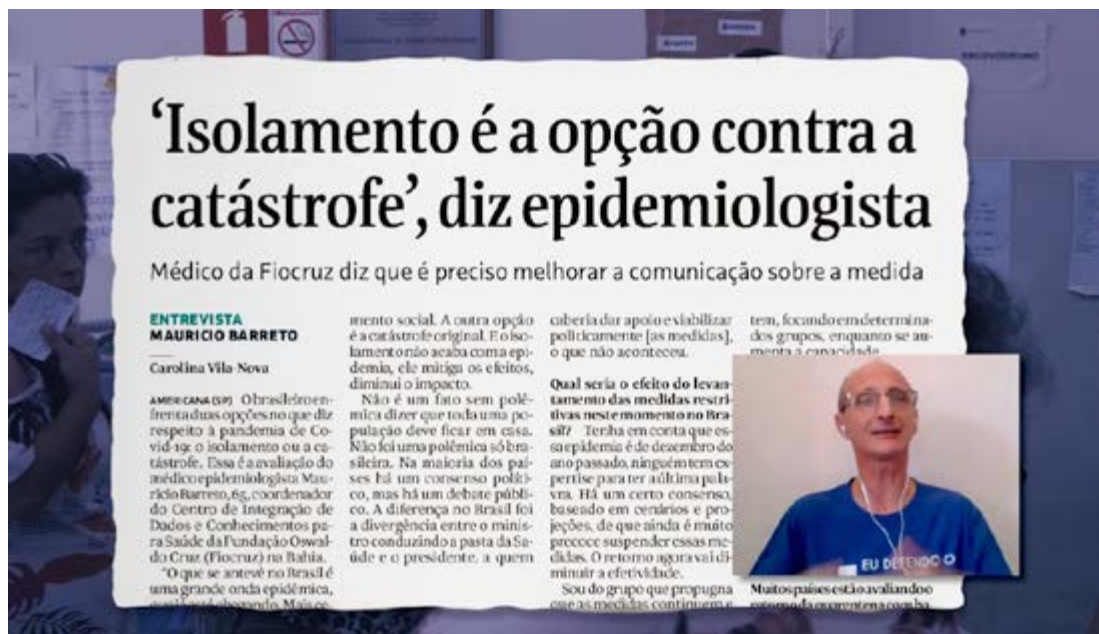 ‘Isolamento é a opção contra a
catástrofe’, diz epidemiologista
Médico da Fiocruz diz que é preciso melhorar a comunicação sobre a medida
ENTREVISTA
MAURICIO BARRETO
Carolina Vila-Nova
AMERICANA (SP) O brasileiro en-
frenta duas opções no que diz
respeito à pandemia de Co-
vid-19: o isolamento ou a ca-
tástrofe. Essa é a avaliação do
médico epidemiologista Mau-
ricio Barreto, 65, coordenador
do Centro de Integração de
Dados e Conhecimentos pa-
ra Saúde da Fundação Oswal-
do Cruz (Fiocruz) na Bahia.
“O que se antevê no Brasil é
uma grande onda epidêmica,
mento social. A outra opção
é a catástrofe original. E o iso-
lamento não acaba com a epi-
demia, ele mitiga os efeitos,
diminui o impacto.
Não é um fato sem polê-
mica dizer que toda uma po-
pulação deve ficar em casa.
Não foi uma polêmica só bra-
sileira. Na maioria dos paí-
ses há um consenso políti-
co, mas há um debate públi-
co. A diferença no Brasil foi
a divergência entre o minis-
tro conduzindo a pasta da Sa-
úde e o presidente, a quem
caberia dar apoio e viabilizar
politicamente [as medidas],
o que não aconteceu.
Qual seria o efeito do levan-
tamento das medidas restri-
tivas neste momento no Bra-
sil? Tenha em conta que es-
sa epidemia é de dezembro do
ano passado, ninguém tem ex-
pertise para ter a última pala-
vra. Há um certo consenso,
baseado em cenários e pro-
jeções, de que ainda é muito
precoce suspender essas me-
didas. O retorno agora vai di-
minuir a efetividade.
Sou do grupo que propugna
que as medidas continuem e
tem, focando em determina-
dos grupos, enquanto se au-
menta a capacidade
Muitos países estão avaliando o
EU DEFENDO O